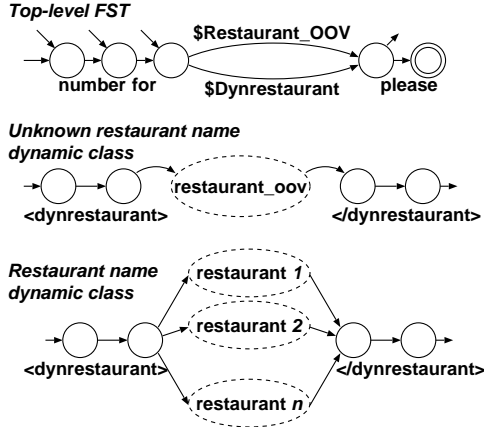 Top-level FST
$Restaurant_OOV
number for
$Dynrestaurant
please
Unknown restaurant name
dynamic class
restaurant_oov
<dynrestaurant>
</dynrestaurant>
Restaurant name
dynamic class
restaurant 1
restaurant 2
<dynrestaurant>
</dynrestaurant>
restaurant n